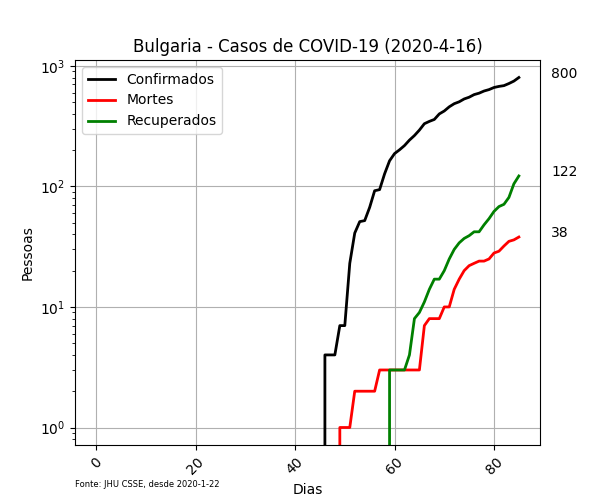 Bulgaria - Casos de COVID-19 (2020-4-16)
Confirmados
Mortes
Recuperados
800
122
38
Pessoas
10³
10²
10¹
10⁰
0
20
40
60
80
Dias
Fonte: JHU CSSE, desde 2020-1-22